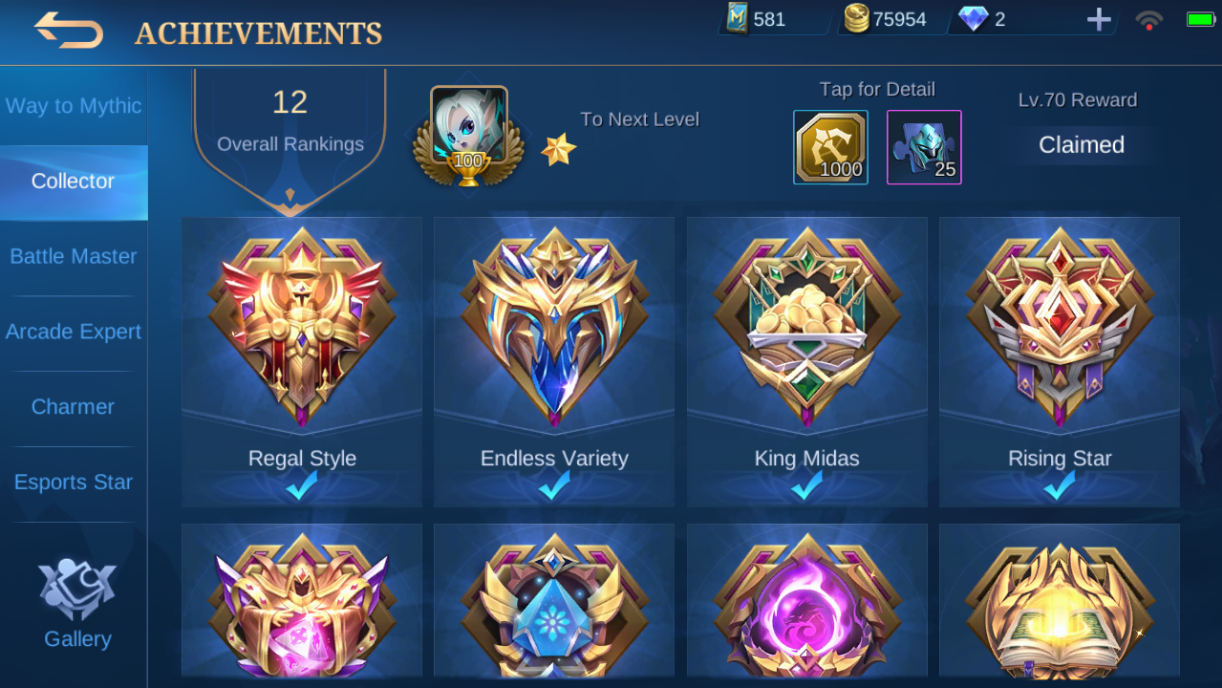 ACHIEVEMENTS
581
75954
2
Way to Mythic
Collector
Battle Master
Arcade Expert
Charmer
Esports Star
Gallery
12
Overall Rankings
100
To Next Level
Tap for Detail
1000
25
Lv.70 Reward
Claimed
Regal Style
Endless Variety
King Midas
Rising Star